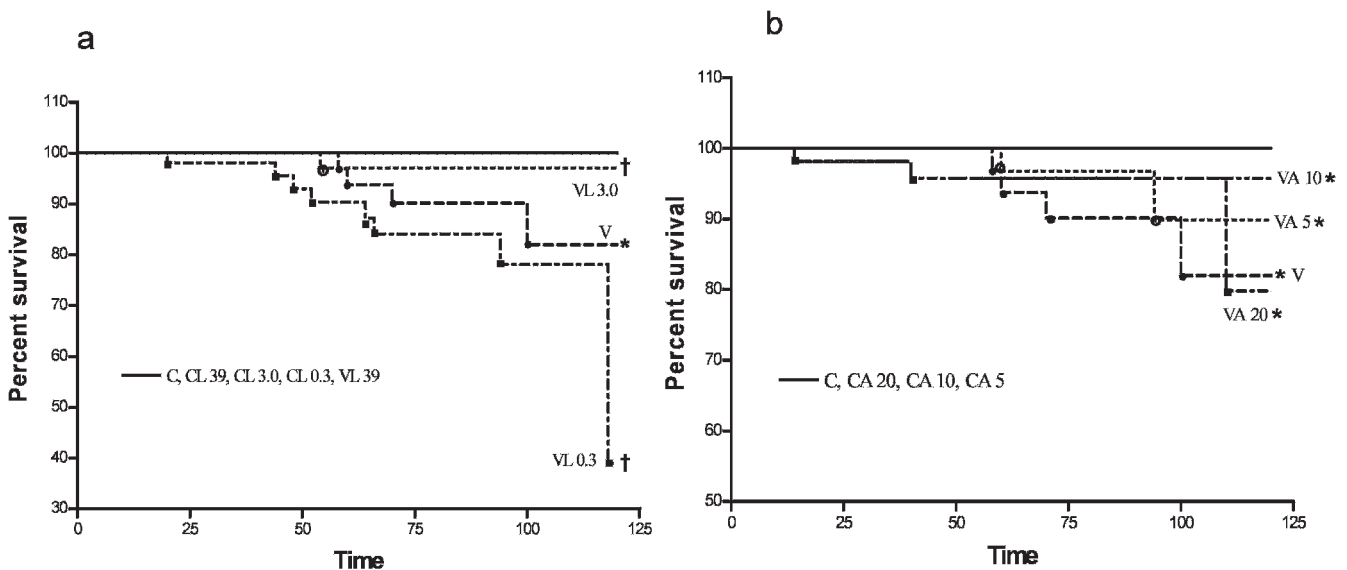 a
110
100
90
80
70
60
50
40
30
Percent survival
0 25 50 75 100 125
Time
†
VL 3.0
V
*
C, CL 39, CL 3.0, CL 0.3, VL 39
VL 0.3 †
b
110
100
90
80
70
60
50
Percent survival
0 25 50 75 100 125
Time
VA 10 *
VA 5 *
* V
VA 20 *
C, CA 20, CA 10, CA 5